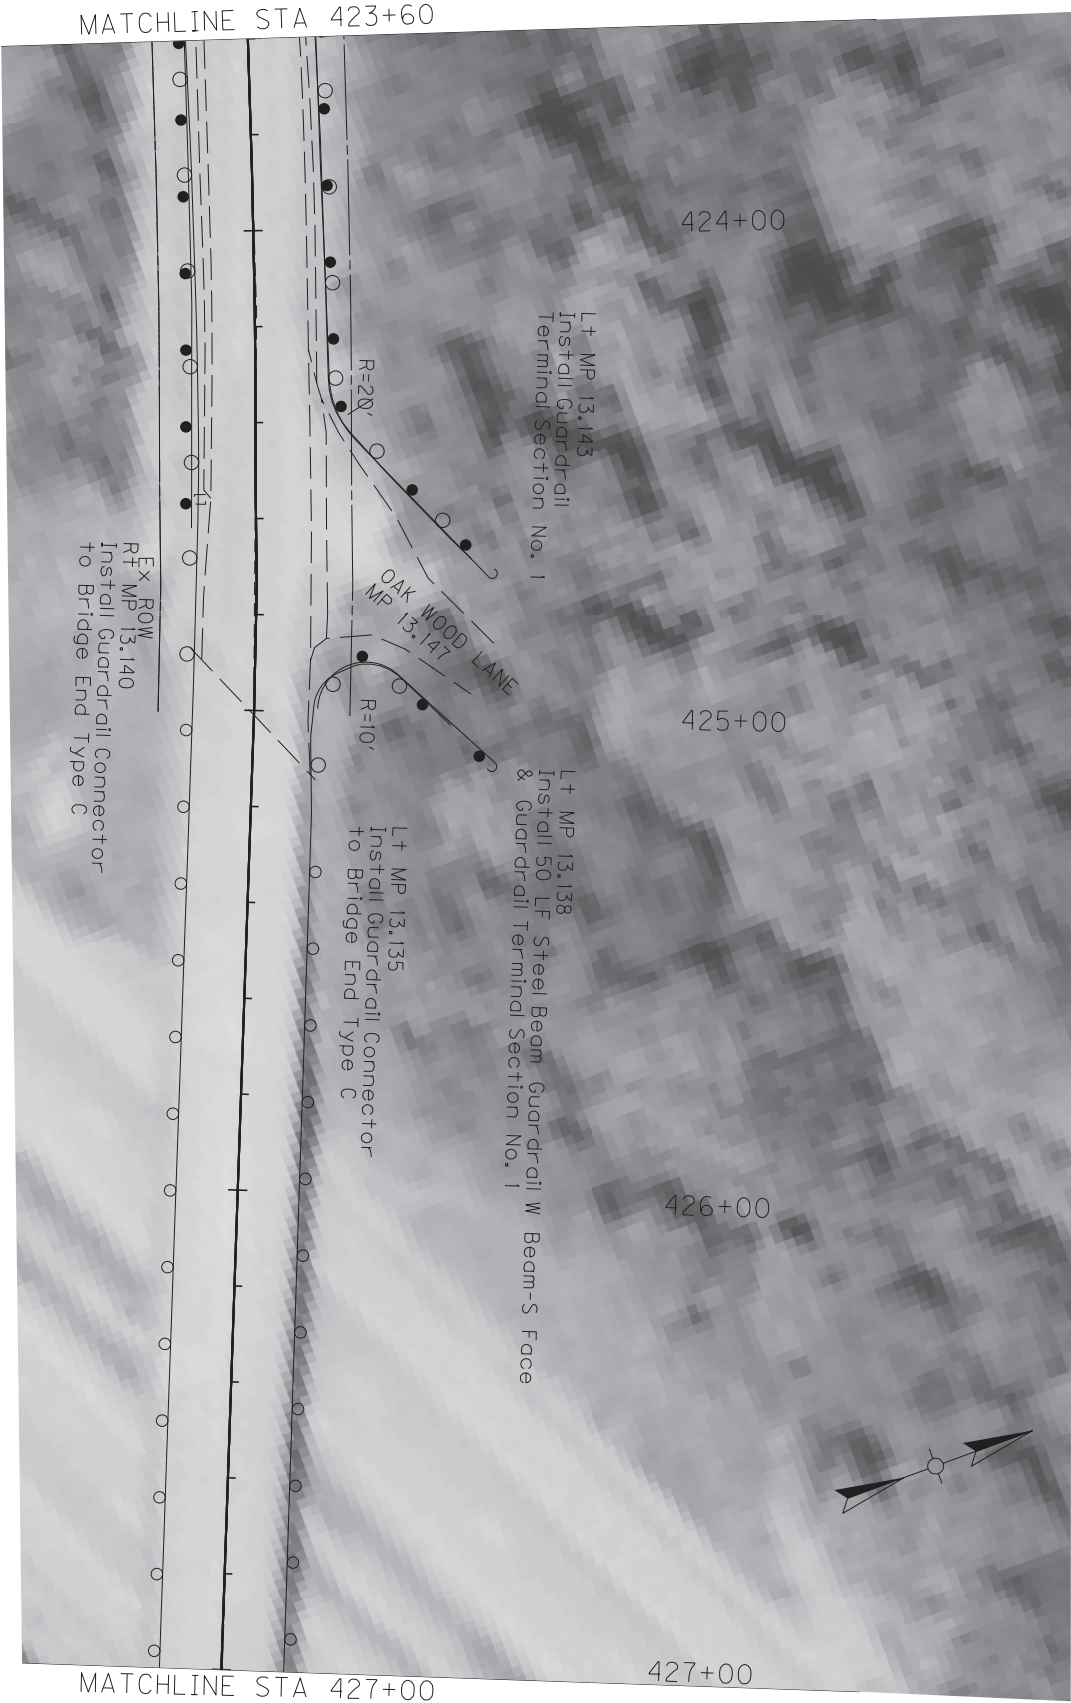 MATCHLINE STA 423+60
424+00
Lt MP 13.143
Install Guardrail
Terminal Section No. 1
R=20'
OAK WOOD LANE
MP 13.147
Ex ROW
Rt MP 13.140
Install Guardrail Connector
to Bridge End Type C
R=10'
425+00
Lt MP 13.138
Install 50 LF Steel Beam Guardrail W Beam-S Face
& Guardrail Terminal Section No. 1
Lt MP 13.135
Install Guardrail Connector
to Bridge End Type C
426+00
427+00
MATCHLINE STA 427+00